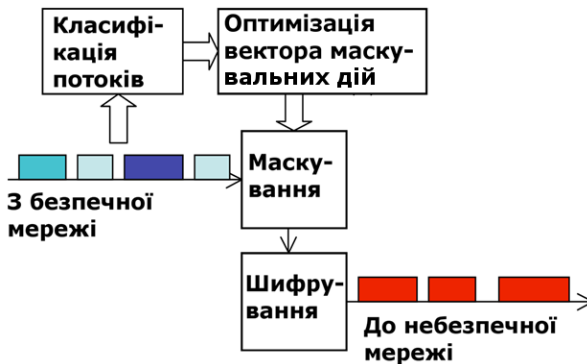 Класифі-
кація
потоків
Оптимізація
вектора маску-
вальних дій
Маску-
вання
З безпечної
мережі
Шифру-
вання
До небезпечної
мережі